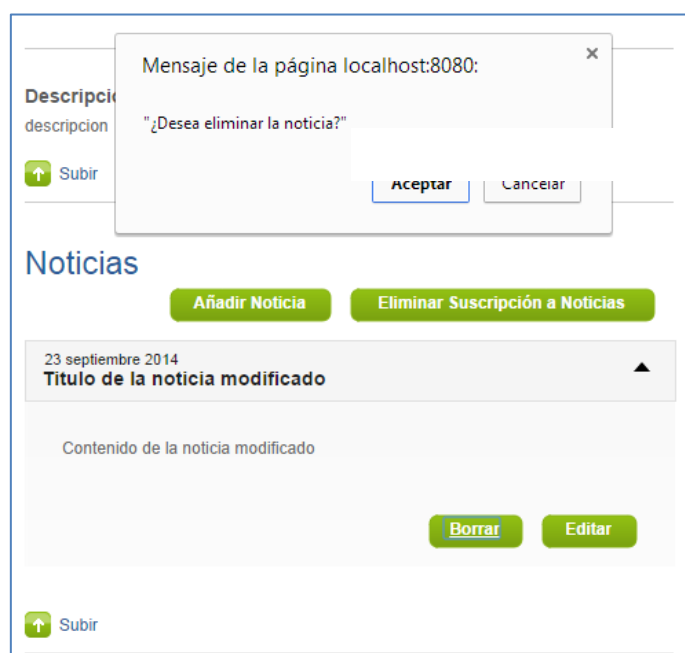 Mensaje de la página localhost:8080:
"¿Desea eliminar la noticia?"
Aceptar Cancelar
descripcion
Subir
Noticias
Añadir Noticia Eliminar Suscripción a Noticias
23 septiembre 2014
Titulo de la noticia modificado
Contenido de la noticia modificado
Borrar Editar
Subir